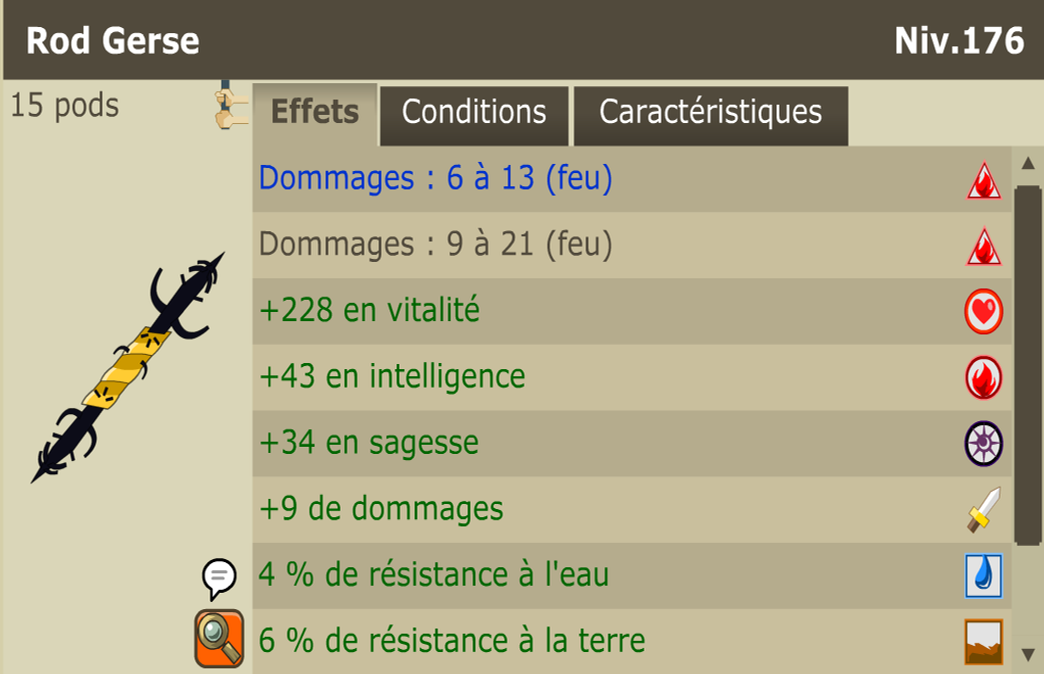 Rod Gerse
Niv.176
15 pods
Effets
Conditions
Caractéristiques
Dommages : 6 à 13 (feu)
Dommages : 9 à 21 (feu)
+228 en vitalité
+43 en intelligence
+34 en sagesse
+9 de dommages
4 % de résistance à l'eau
6 % de résistance à la terre